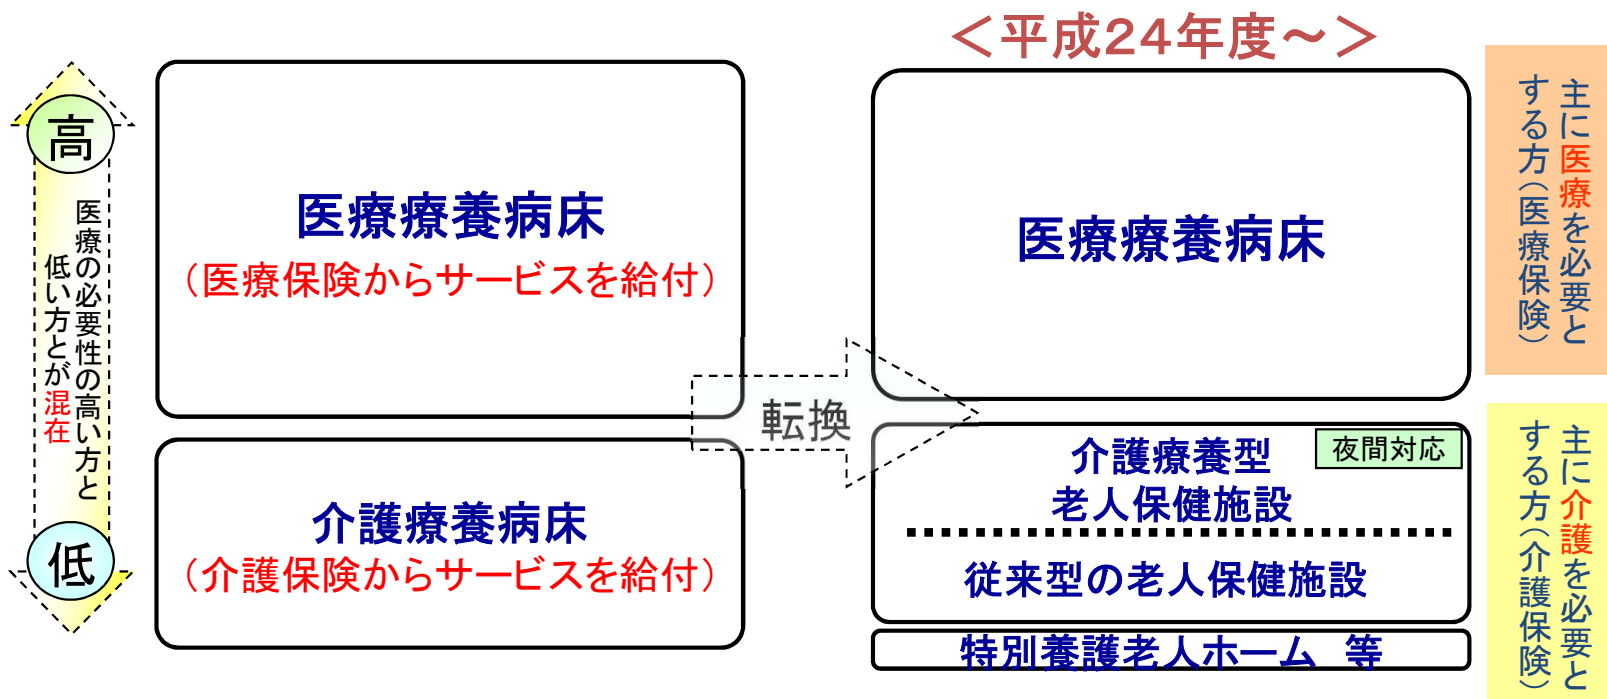 ＜平成２４年度～＞
高
医療の必要性の高い方と
低い方とが混在
低
医療療養病床
（医療保険からサービスを給付）
介護療養病床
（介護保険からサービスを給付）
転換
医療療養病床
夜間対応
介護療養型
老人保健施設
従来型の老人保健施設
特別養護老人ホーム　等
主に医療を必要と
する方（医療保険）
主に介護を必要と
する方（介護保険）